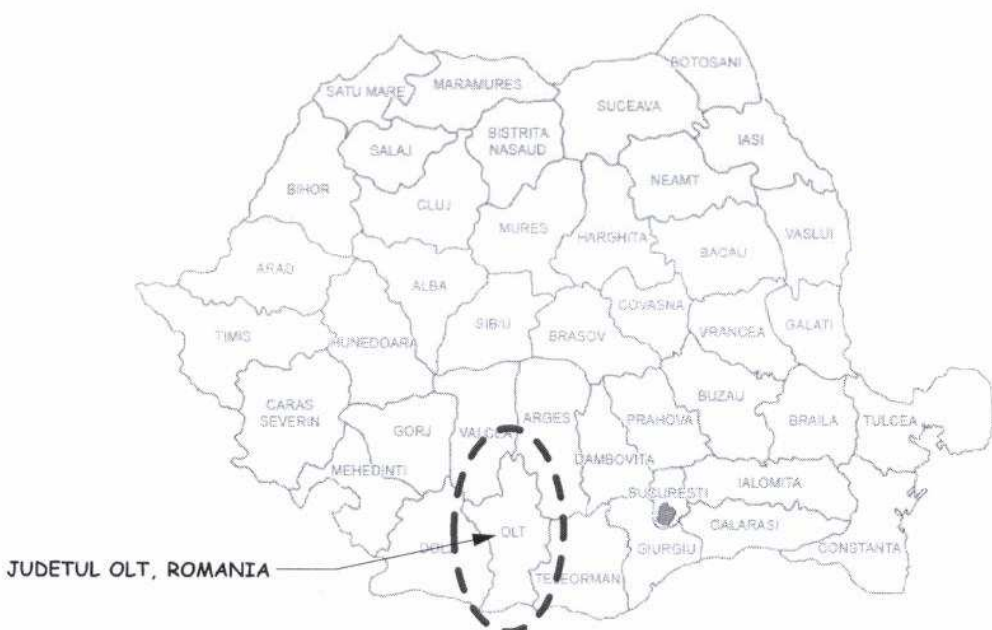 BOTOSANI
SATU MARE
MARAMURES
SUCEAVA
SALAJ
BISTRITA
NASAUD
IASI
BIHOR
CLUJ
NEAMT
MURES
HARGHITA
BACAU
VASLUI
ARAD
ALBA
SIBIU
COVASNA
TIMIS
HUNEDOARA
BRASOV
VRANCEA
GALATI
CARAS
SEVERIN
GORJ
VALCEA
ARGES
PRAHOVA
BUZAU
BRAILA
TULCEA
MEHEDINTI
DAMBOVITA
BUSURESTI
IALOMITA
CALARASI
OLT
DOLJ
GIURGIU
CONSTANTA
TELEORMAN
JUDETUL OLT, ROMANIA